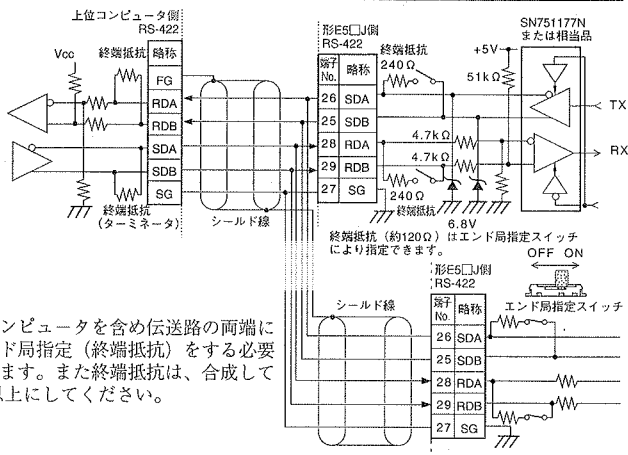 上位コンピュータ側
RS-422
Vcc
終端抵抗
略称
FG
RDA
RDB
SDA
SDB
SG
終端抵抗
(ターミネータ)
シールド線
形E5□J側
RS-422
端子
No.
略称
26 SDA
25 SDB
28 RDA
29 RDB
27 SG
終端抵抗
240Ω
240Ω
終端抵抗
4.7kΩ
4.7kΩ
+5V
51kΩ
6.8V
SN751177N
または相当品
TX
RX
終端抵抗(約120Ω)はエンド局指定スイッチ
により指定できます。
OFF ON
エンド局指定スイッチ
形E5□J側
RS-422
シールド線
端子
No.
略称
26 SDA
25 SDB
28 RDA
29 RDB
27 SG
ンピュータを含め伝送路の両端に
ド局指定(終端抵抗)をする必要
ます。また終端抵抗は、合成して
以上にしてください。